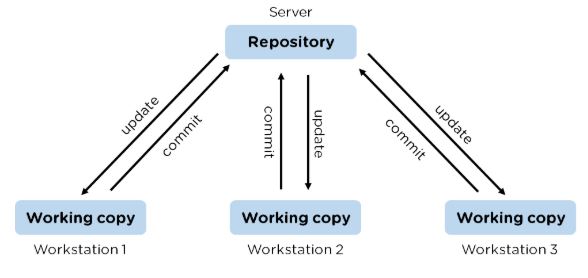 Server
Repository
update
commit
commit
update
commit
update
Working copy
Working copy
Working copy
Workstation 1
Workstation 2
Workstation 3